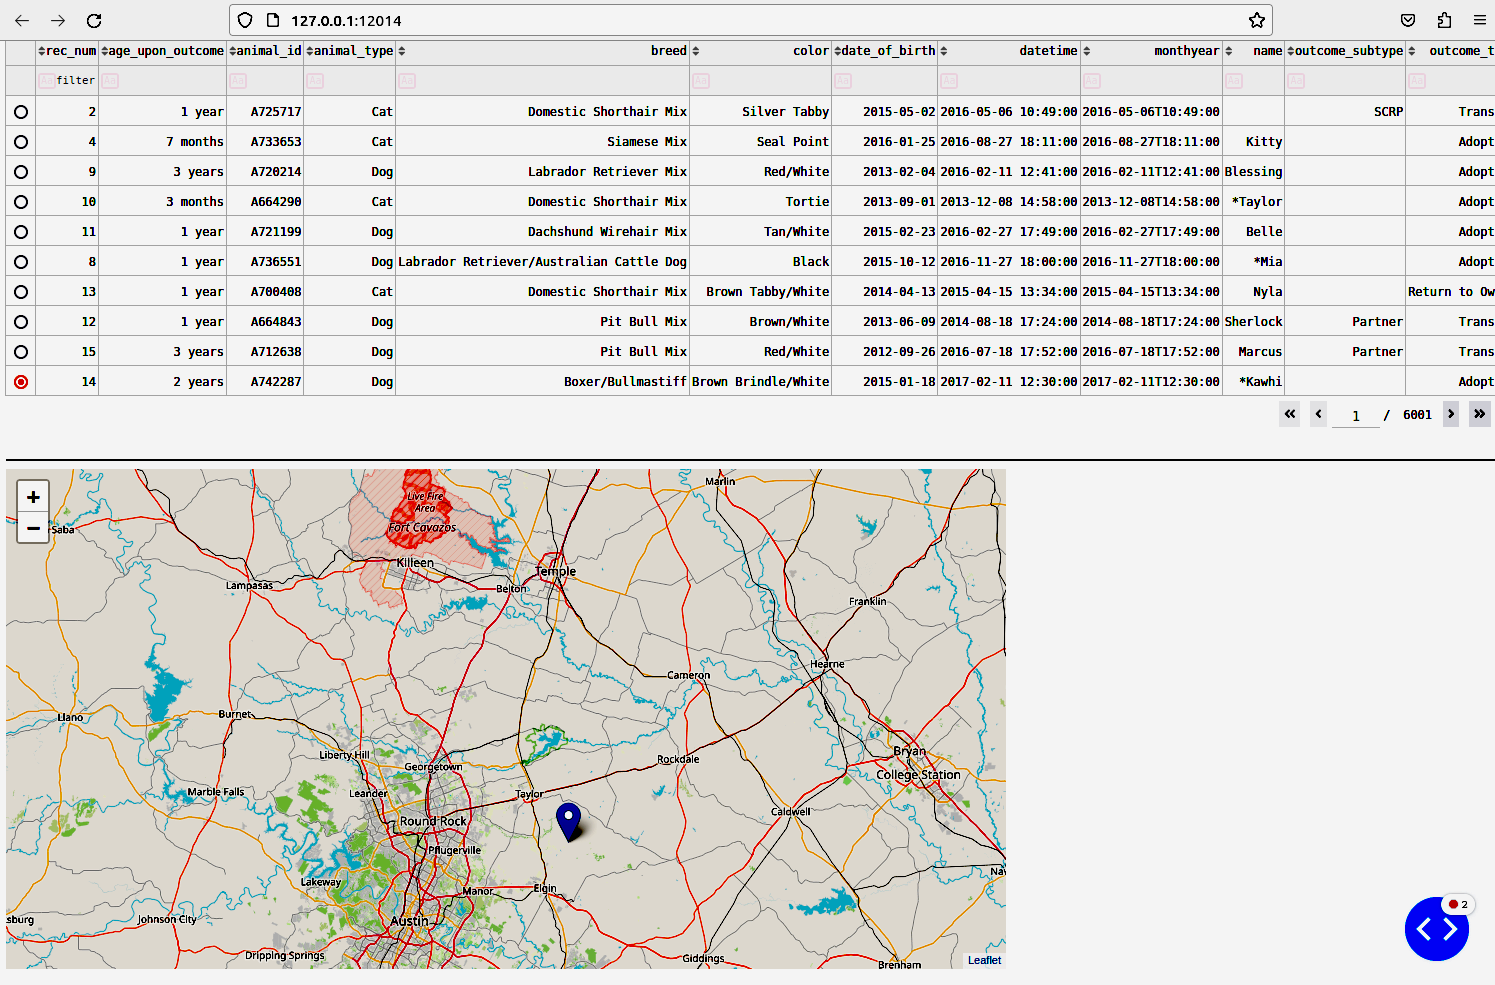 127.0.0.1:12014
rec_num age_upon_outcome animal_id animal_type breed color date_of_birth datetime monthyear name outcome_subtype outcome_t
Aa filter Aa Aa Aa Aa Aa Aa Aa Aa Aa Aa Aa
2 1 year A725717 Cat Domestic Shorthair Mix Silver Tabby 2015-05-02 2016-05-06 10:49:00 2016-05-06T10:49:00 SCRP Trans
4 7 months A733653 Cat Siamese Mix Seal Point 2016-01-25 2016-08-27 18:11:00 2016-08-27T18:11:00 Kitty Adopt
9 3 years A720214 Dog Labrador Retriever Mix Red/White 2013-02-04 2016-02-11 12:41:00 2016-02-11T12:41:00 Blessing Adopt
10 3 months A664290 Cat Domestic Shorthair Mix Tortie 2013-09-01 2013-12-08 14:58:00 2013-12-08T14:58:00 *Taylor Adopt
11 1 year A721199 Dog Dachshund Wirehair Mix Tan/White 2015-02-23 2016-02-27 17:49:00 2016-02-27T17:49:00 Belle Adopt
8 1 year A736551 Dog Labrador Retriever/Australian Cattle Dog Black 2015-10-12 2016-11-27 18:00:00 2016-11-27T18:00:00 *Mia Adopt
13 1 year A700408 Cat Domestic Shorthair Mix Brown Tabby/White 2014-04-13 2015-04-15 13:34:00 2015-04-15T13:34:00 Nyla Return to Ow
12 1 year A664843 Dog Pit Bull Mix Brown/White 2013-06-09 2014-08-18 17:24:00 2014-08-18T17:24:00 Sherlock Partner Trans
15 3 years A712638 Dog Pit Bull Mix Red/White 2012-09-26 2016-07-18 17:52:00 2016-07-18T17:52:00 Marcus Partner Trans
14 2 years A742287 Dog Boxer/Bullmastiff Brown Brindle/White 2015-01-18 2017-02-11 12:30:00 2017-02-11T12:30:00 *Kawhi Adopt
« ‹ 1 / 6001 › »
+
−
Marlin
Live Fire
Area
Fort Cavazos
Saba
Killeen
Temple
Lampasas
Belton
Franklin
Hearne
Cameron
Llano
Burnet
Liberty Hill
Georgetown
Rockdale
Bryan
College Station
Marble Falls
Leander
Taylor
Caldwell
Round Rock
Pflugerville
Nav
Lakeway
Manor
Elgin
sburg
Johnson City
Austin
Dripping Springs
Giddings
Brenham
Leaflet
2